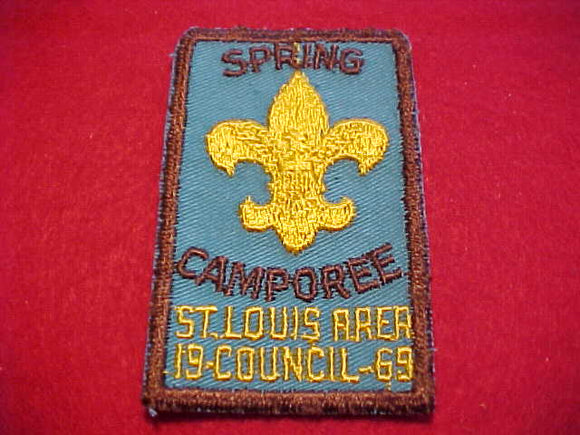 SPRING
CAMPOREE
ST. LOUIS AREA
19-COUNCIL-69